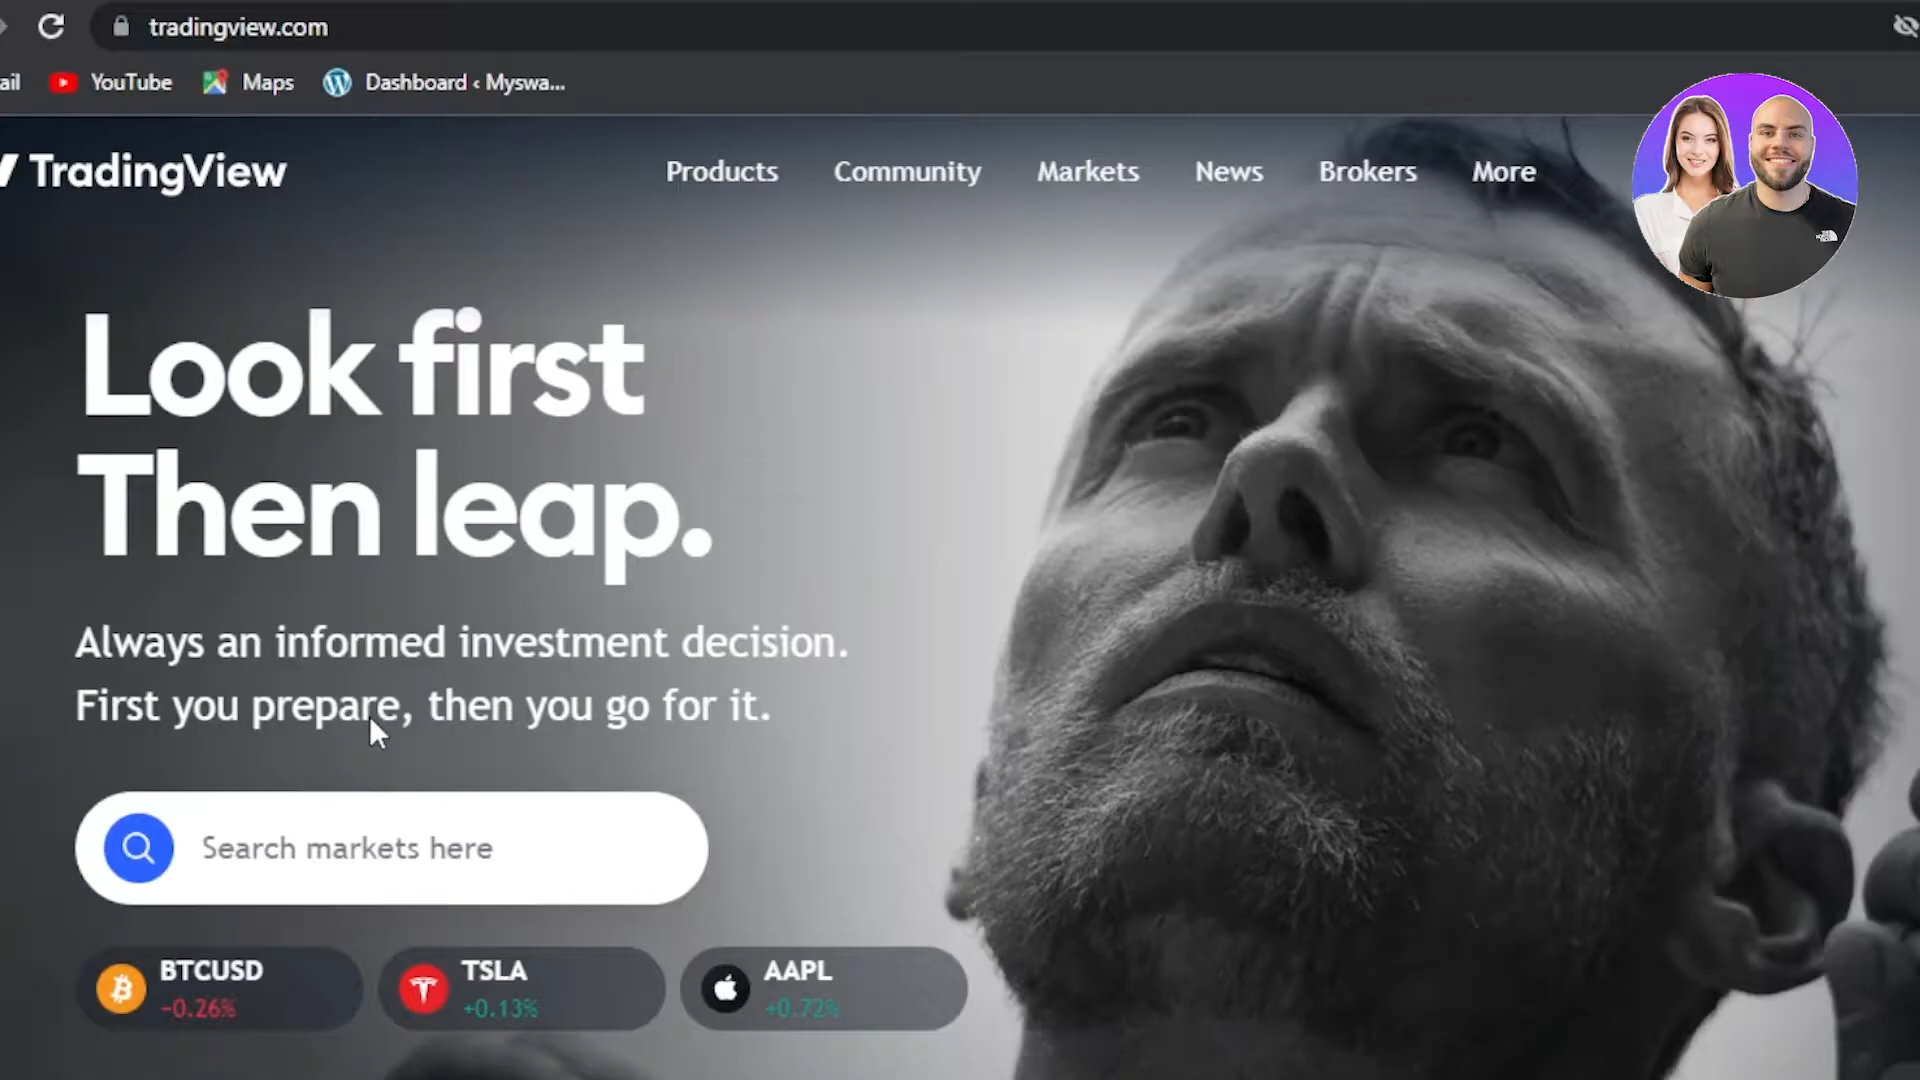 tradingview.com
ail YouTube Maps Dashboard ‹ Myswa...
TradingView Products Community Markets News Brokers More
Look first
Then leap.
Always an informed investment decision.
First you prepare, then you go for it.
Search markets here
BTCUSD
−0.26%
TSLA
+0.13%
AAPL
+0.72%